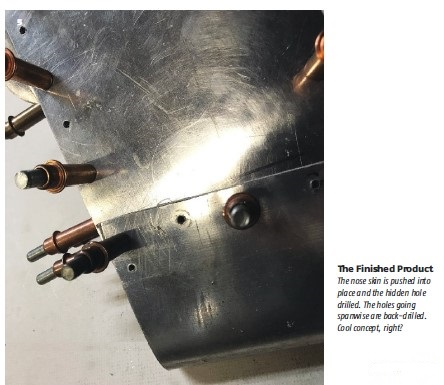 5
The Finished Product
The nose skin is pushed into
place and the hidden hole
drilled. The holes going
spanwise are back-drilled.
Cool concept, right?